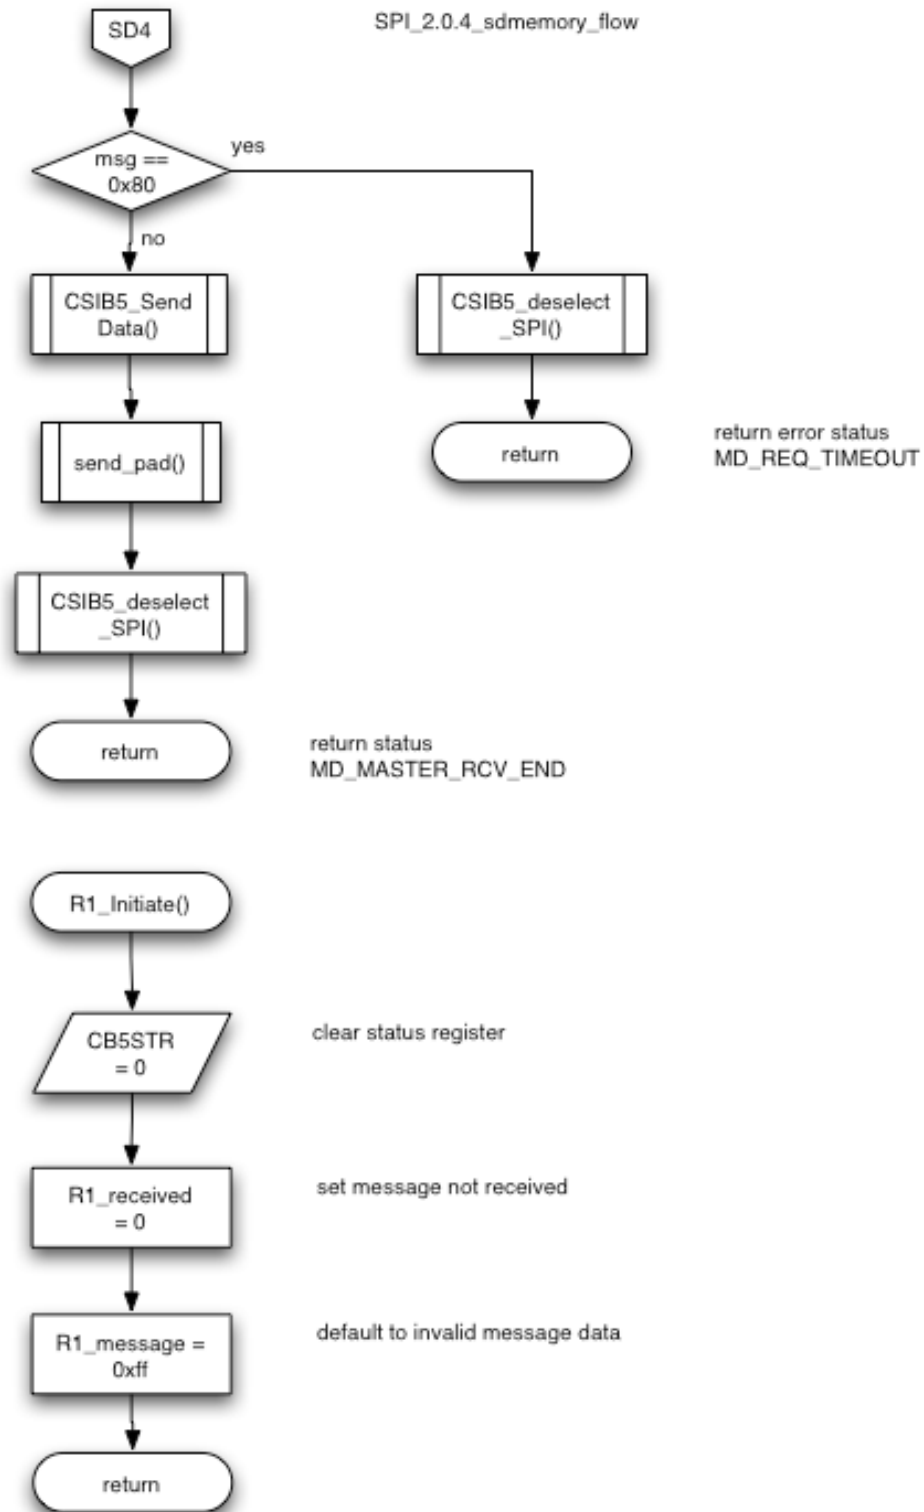 SD4
SPI_2.0.4_sdmemory_flow
msg ==
0x80
yes
no
CSIB5_Send
Data()
CSIB5_deselect
_SPI()
send_pad()
return
return error status
MD_REQ_TIMEOUT
CSIB5_deselect
_SPI()
return
return status
MD_MASTER_RCV_END
R1_Initiate()
CB5STR
= 0
clear status register
R1_received
= 0
set message not received
R1_message =
0xff
default to invalid message data
return